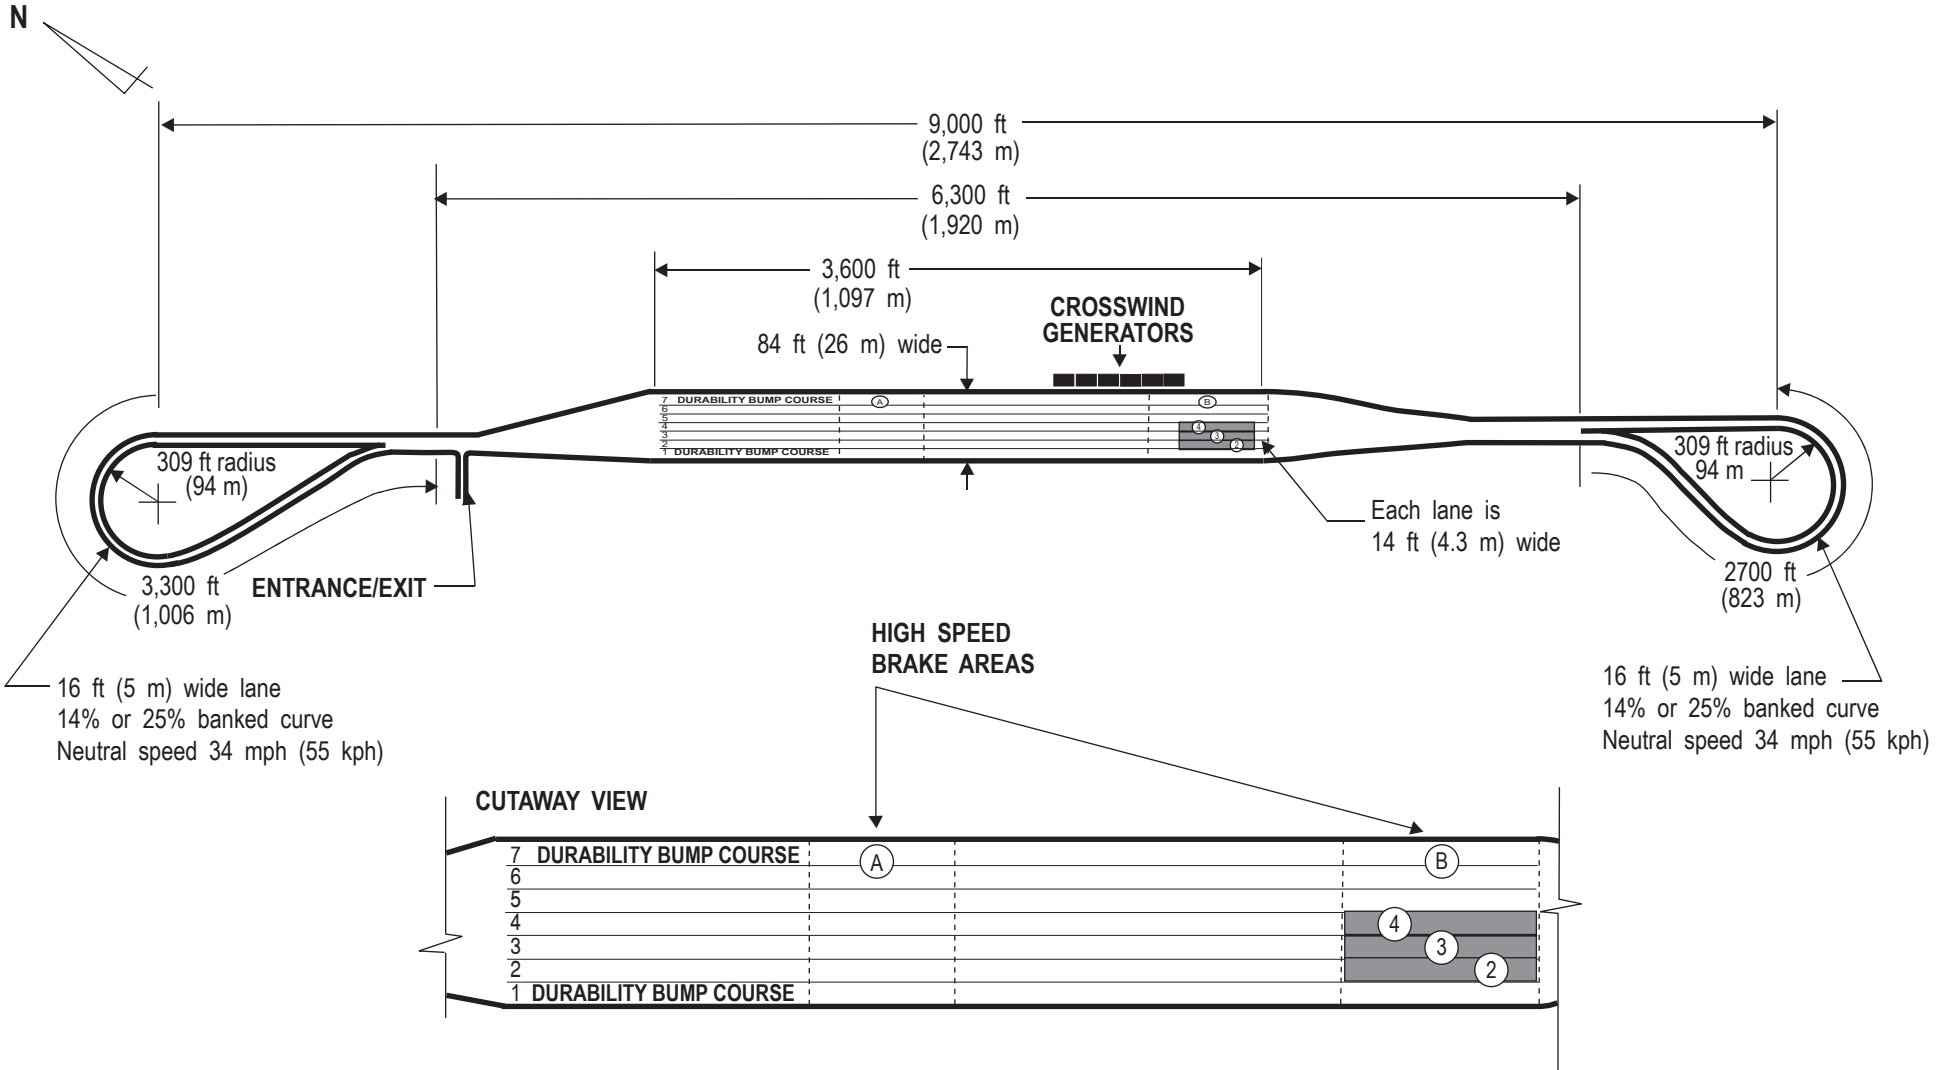 N
9,000 ft
(2,743 m)
6,300 ft
(1,920 m)
3,600 ft
(1,097 m)
CROSSWIND
GENERATORS
84 ft (26 m) wide
7 DURABILITY BUMP COURSE
A
B
6
5
4
3
2
1 DURABILITY BUMP COURSE
4
3
2
309 ft radius
(94 m)
309 ft radius
94 m
Each lane is
14 ft (4.3 m) wide
3,300 ft
(1,006 m)
ENTRANCE/EXIT
2700 ft
(823 m)
16 ft (5 m) wide lane
14% or 25% banked curve
Neutral speed 34 mph (55 kph)
HIGH SPEED
BRAKE AREAS
16 ft (5 m) wide lane
14% or 25% banked curve
Neutral speed 34 mph (55 kph)
CUTAWAY VIEW
7 DURABILITY BUMP COURSE
A
B
6
5
4
4
3
3
2
2
1 DURABILITY BUMP COURSE